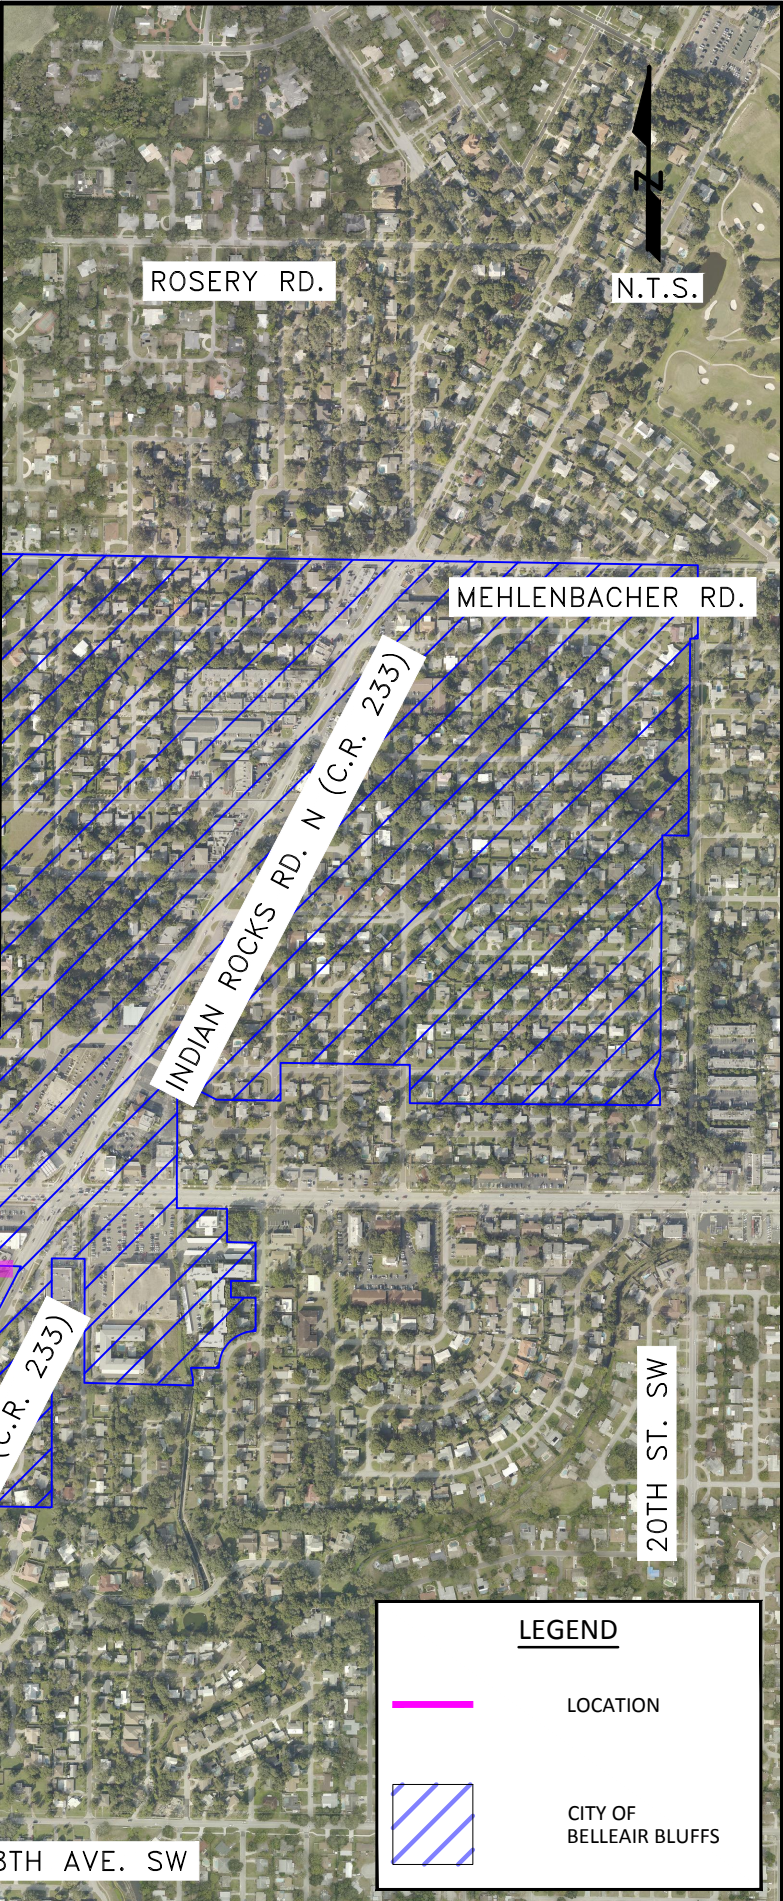 ROSERY RD.
N
N.T.S.
MEHLENBACHER RD.
INDIAN ROCKS RD. N (C.R. 233)
(C.R. 233)
20TH ST. SW
LEGEND
LOCATION
CITY OF
BELLEAIR BLUFFS
8TH AVE. SW